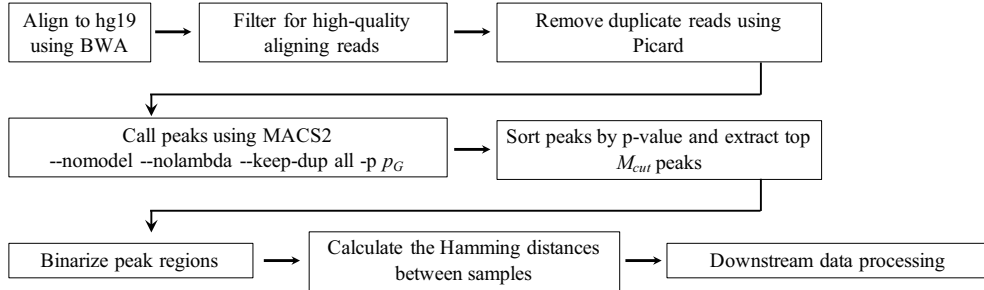 Align to hg19
using BWA
Filter for high-quality
aligning reads
Remove duplicate reads using
Picard
Call peaks using MACS2
--nomodel --nolambda --keep-dup all -p pG
Sort peaks by p-value and extract top
Mcut peaks
Binarize peak regions
Calculate the Hamming distances
between samples
Downstream data processing